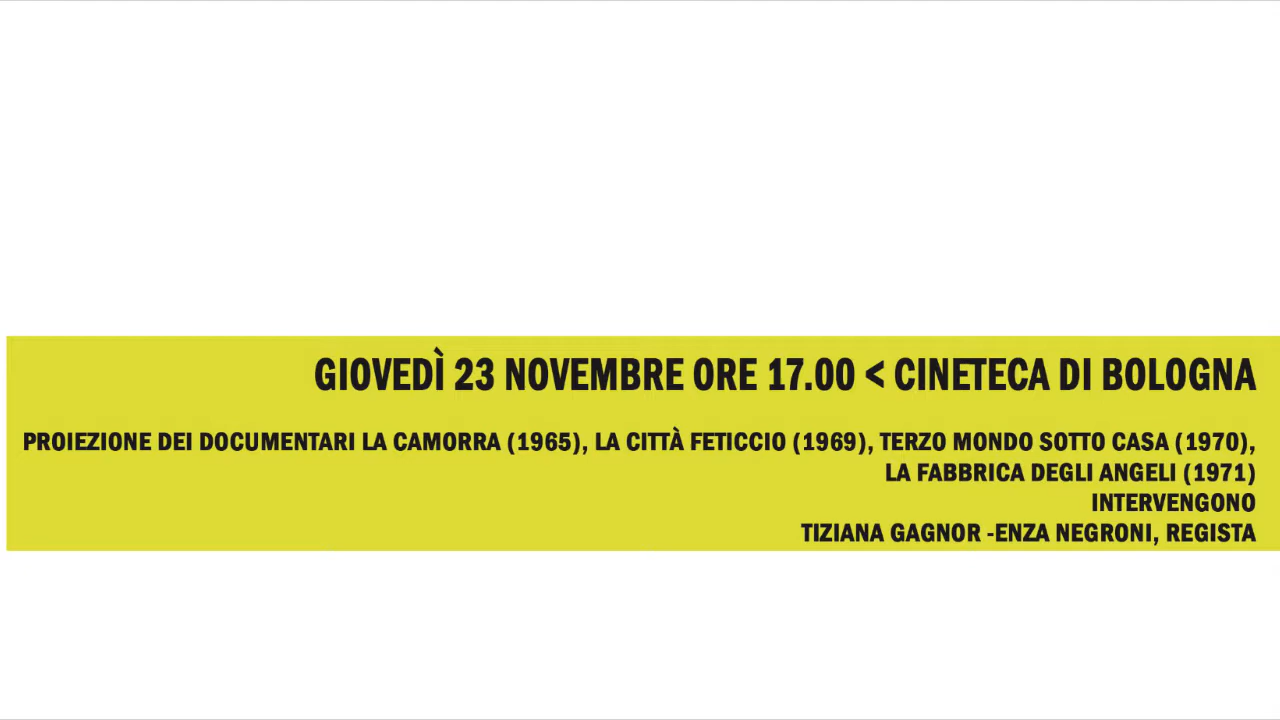 GIOVEDÌ 23 NOVEMBRE ORE 17.00 < CINETECA DI BOLOGNA
PROIEZIONE DEI DOCUMENTARI LA CAMORRA (1965), LA CITTÀ FETICCIO (1969), TERZO MONDO SOTTO CASA (1970),
LA FABBRICA DEGLI ANGELI (1971)
INTERVENGONO
TIZIANA GAGNOR -ENZA NEGRONI, REGISTA